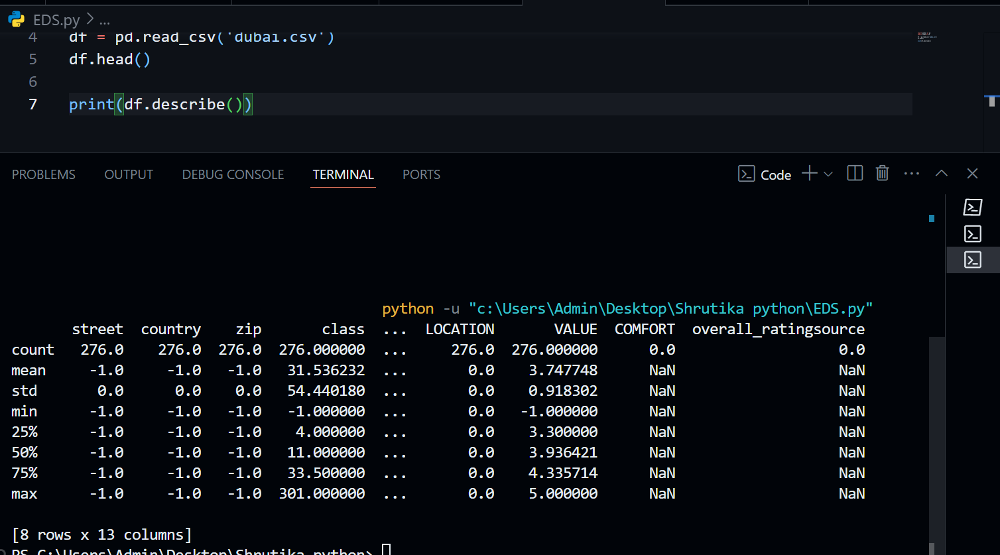 EDS.py > ...
4 df = pd.read_csv('dubai.csv')
5 df.head()
6
7 print(df.describe())
PROBLEMS OUTPUT DEBUG CONSOLE TERMINAL PORTS Code
python -u "c:\Users\Admin\Desktop\Shrutika python\EDS.py"
street country zip class ... LOCATION VALUE COMFORT overall_ratingsource
count 276.0 276.0 276.0 276.000000 ... 276.0 276.000000 0.0 0.0
mean -1.0 -1.0 -1.0 31.536232 ... 0.0 3.747748 NaN NaN
std 0.0 0.0 0.0 54.440180 ... 0.0 0.918302 NaN NaN
min -1.0 -1.0 -1.0 -1.000000 ... 0.0 -1.000000 NaN NaN
25% -1.0 -1.0 -1.0 4.000000 ... 0.0 3.300000 NaN NaN
50% -1.0 -1.0 -1.0 11.000000 ... 0.0 3.936421 NaN NaN
75% -1.0 -1.0 -1.0 33.500000 ... 0.0 4.335714 NaN NaN
max -1.0 -1.0 -1.0 301.000000 ... 0.0 5.000000 NaN NaN
[8 rows x 13 columns]
PS C:\Users\Admin\Desktop\Shrutika python>